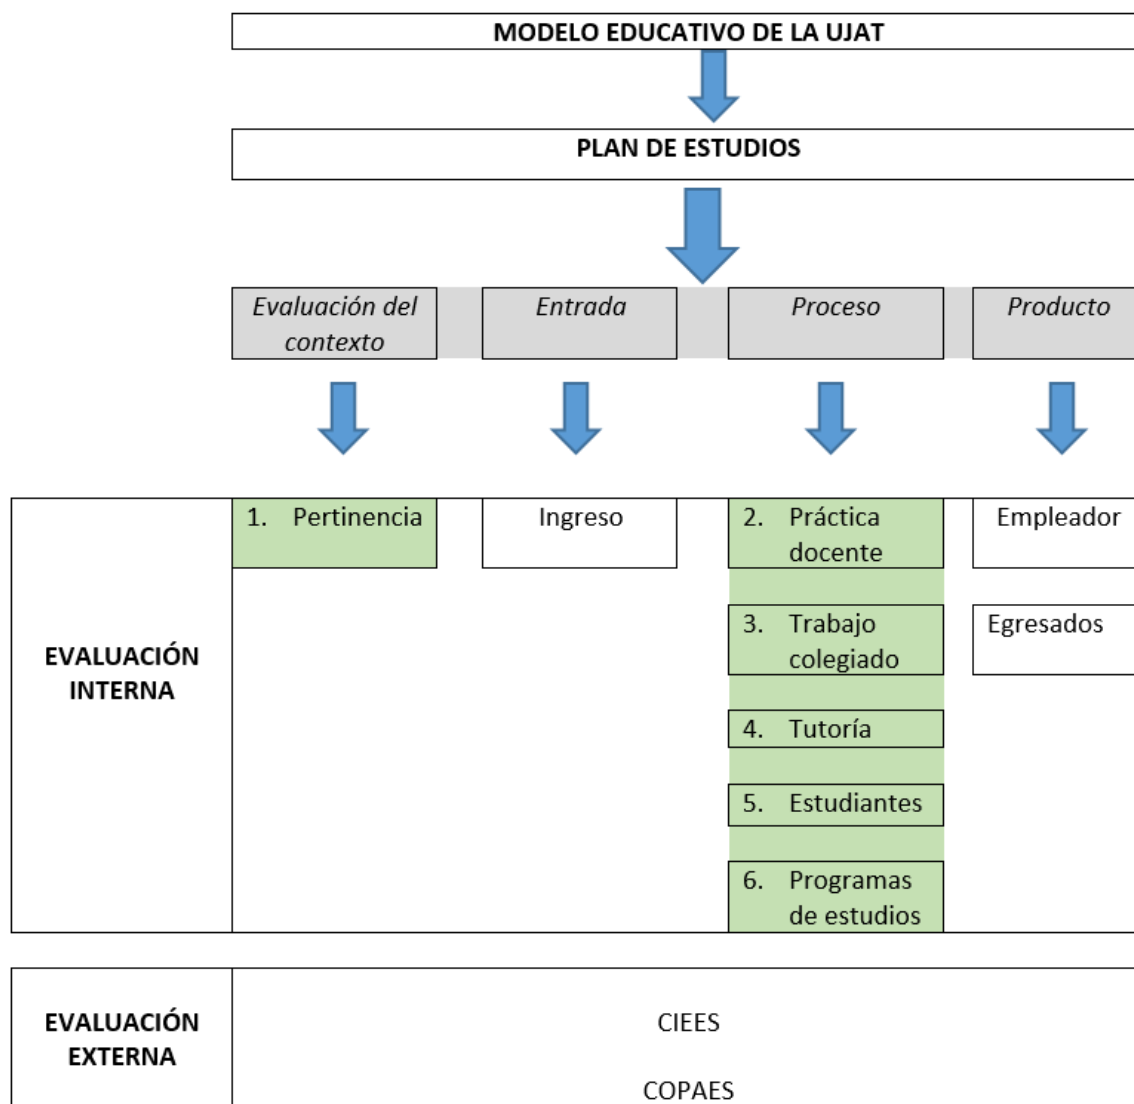 MODELO EDUCATIVO DE LA UJAT
PLAN DE ESTUDIOS
Evaluación del
contexto
Entrada
Proceso
Producto
EVALUACIÓN
INTERNA
1. Pertinencia
Ingreso
2. Práctica
docente
3. Trabajo
colegiado
4. Tutoría
5. Estudiantes
6. Programas
de estudios
Empleador
Egresados
EVALUACIÓN
EXTERNA
CIEES
COPAES